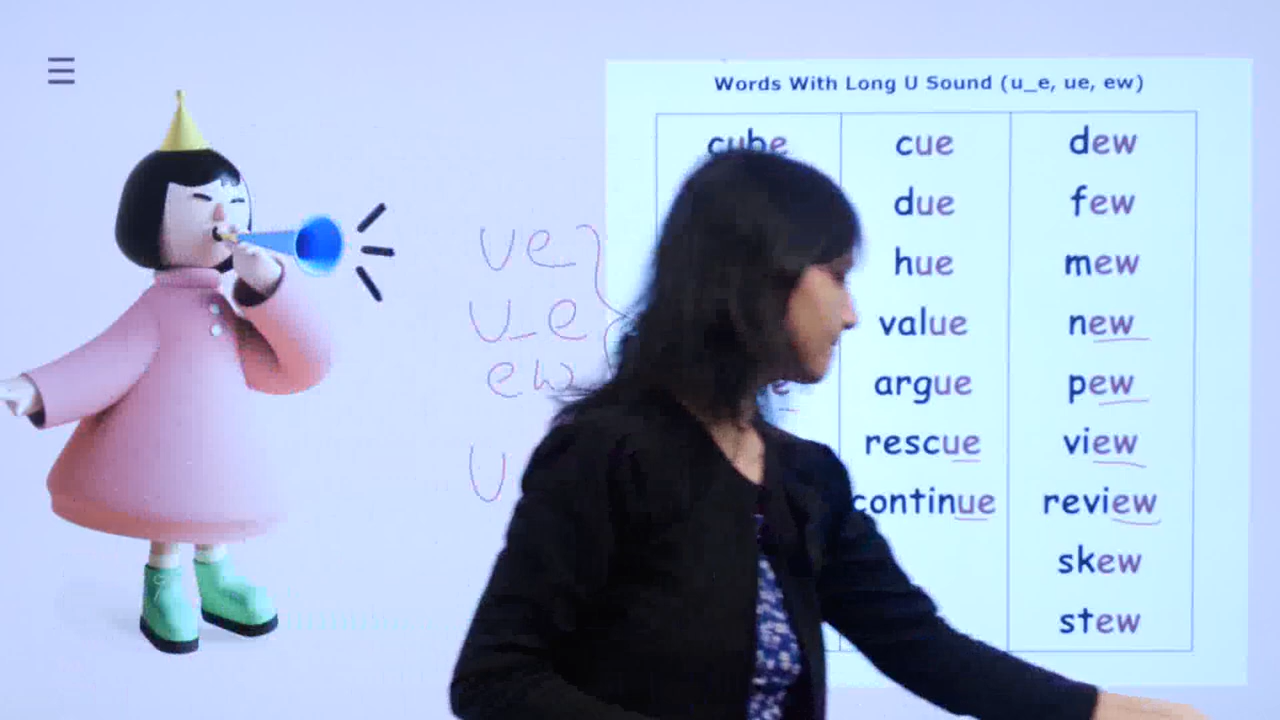 Words With Long U Sound (u_e, ue, ew)
cube cue dew
due few
hue mew
value new
argue pew
rescue view
continue review
skew
stew
ue
u_e
ew
U